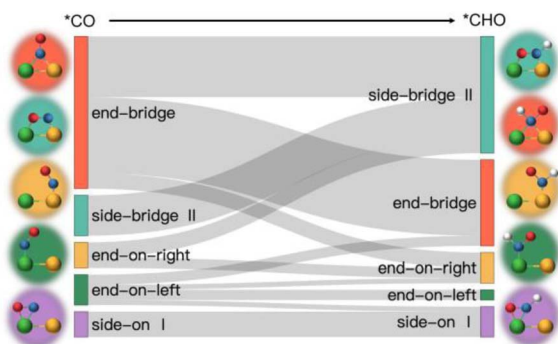 *CO *CHO
end-bridge
side-bridge II
end-on-right
end-on-left
side-on I
side-bridge II
end-bridge
end-on-right
end-on-left
side-on I